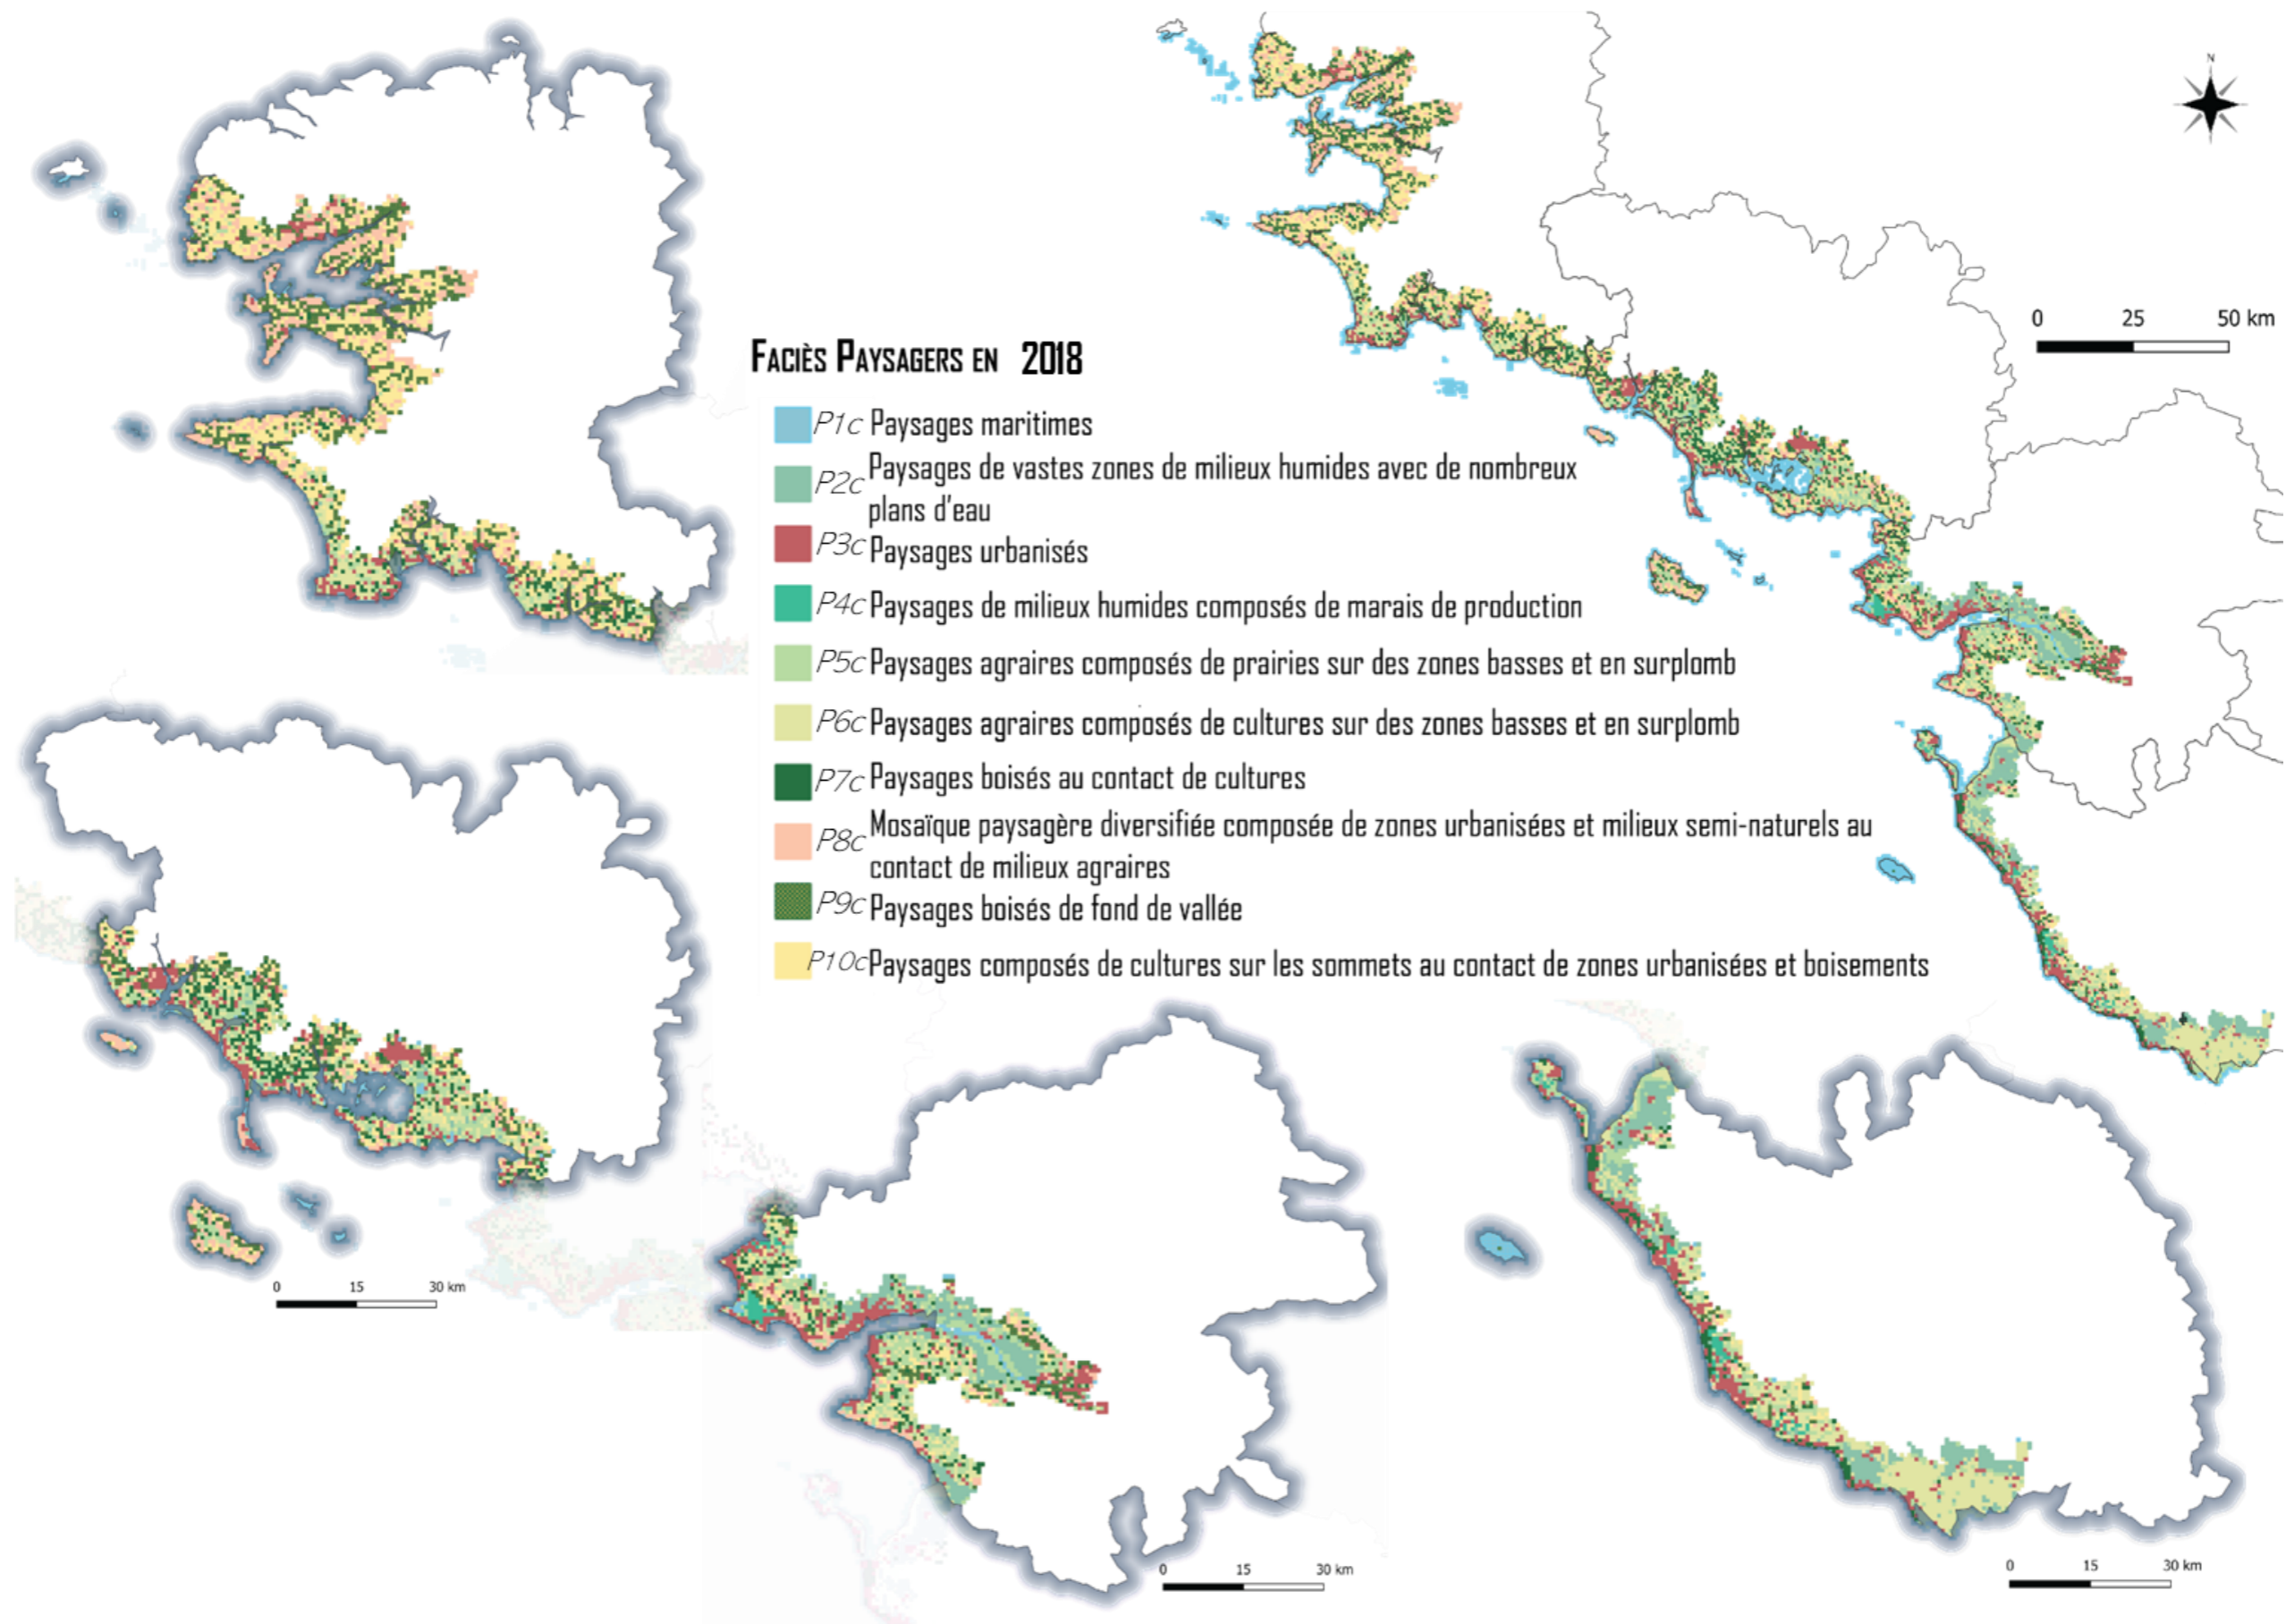 N
0 25 50 km
FACIÈS PAYSAGERS EN 2018
P1c Paysages maritimes
P2c Paysages de vastes zones de milieux humides avec de nombreux
plans d'eau
P3c Paysages urbanisés
P4c Paysages de milieux humides composés de marais de production
P5c Paysages agraires composés de prairies sur des zones basses et en surplomb
P6c Paysages agraires composés de cultures sur des zones basses et en surplomb
P7c Paysages boisés au contact de cultures
P8c Mosaïque paysagère diversifiée composée de zones urbanisées et milieux semi-naturels au
contact de milieux agraires
P9c Paysages boisés de fond de vallée
P10c Paysages composés de cultures sur les sommets au contact de zones urbanisées et boisements
0 15 30 km
0 15 30 km
0 15 30 km